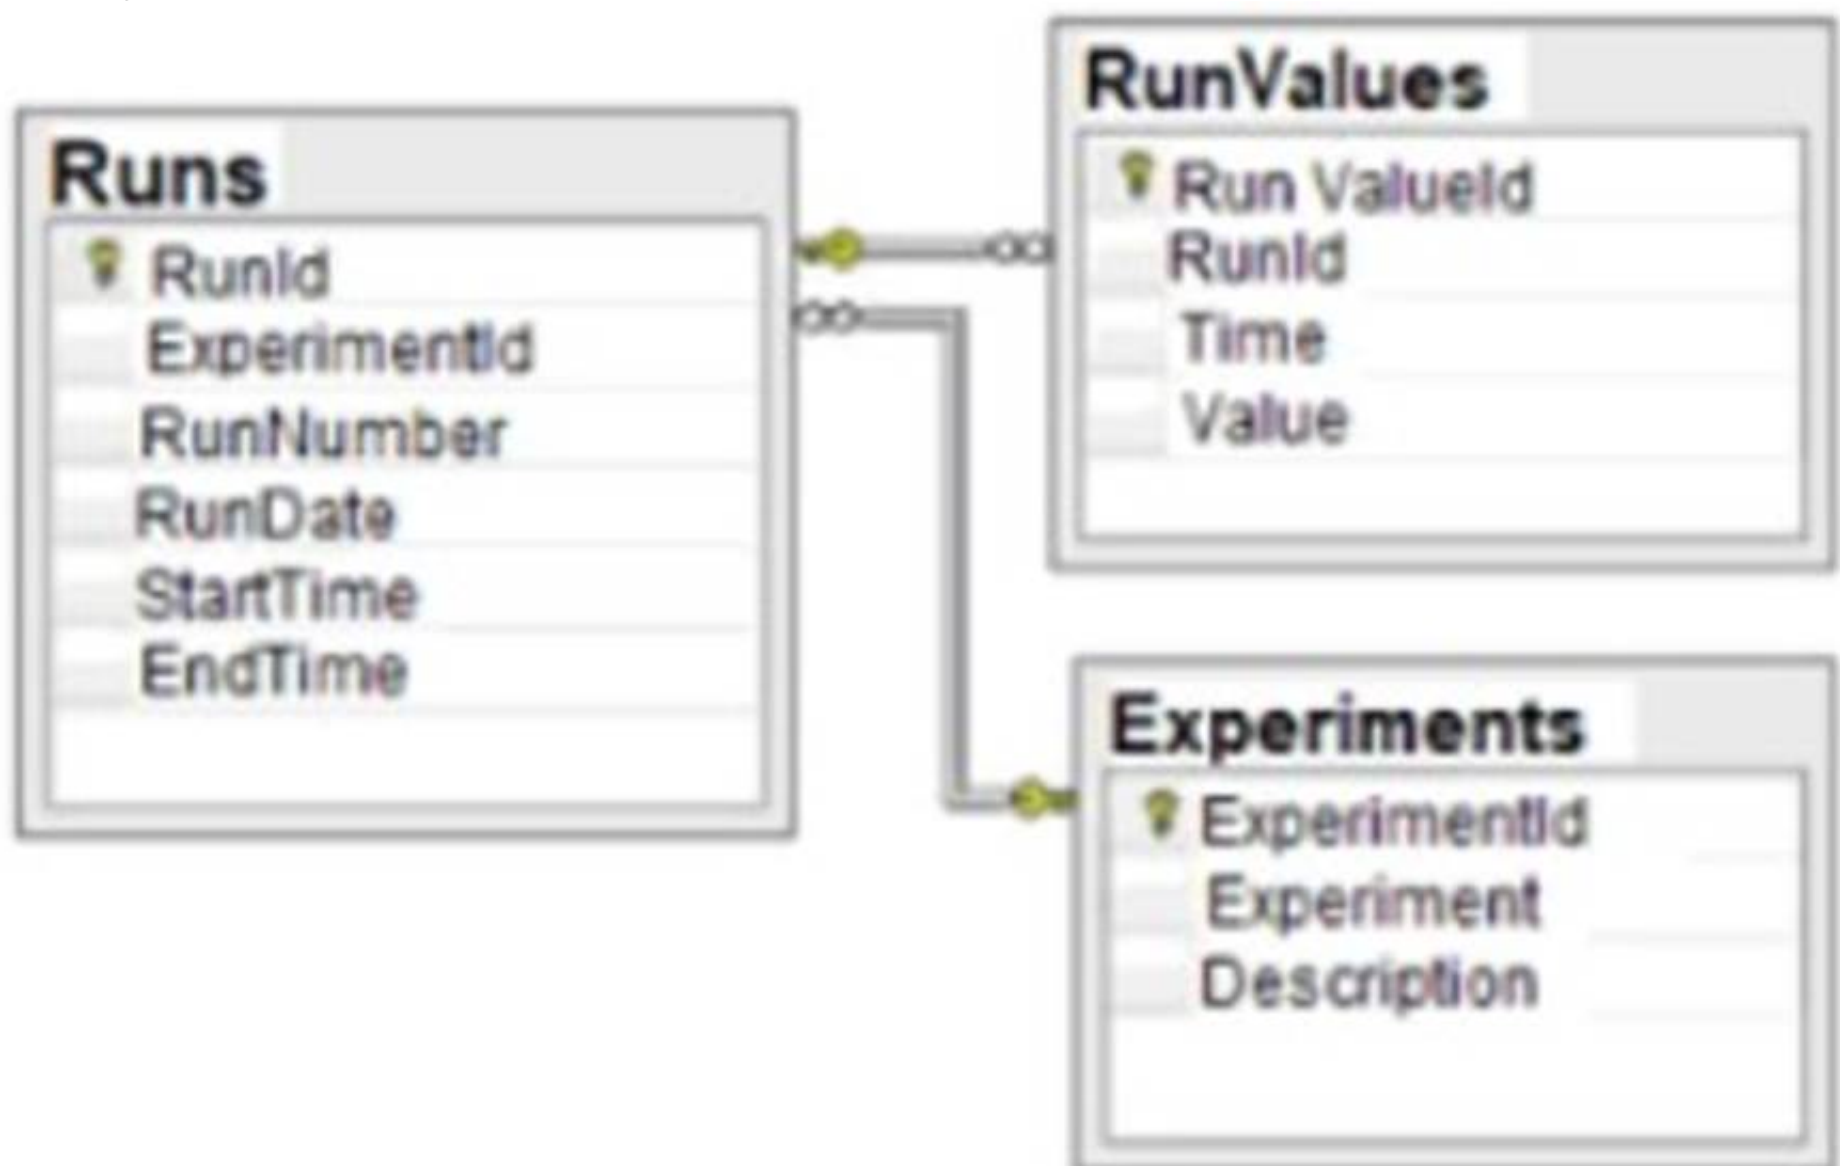 Runs
RunId
ExperimentId
RunNumber
RunDate
StartTime
EndTime
RunValues
Run ValueId
RunId
Time
Value
Experiments
ExperimentId
Experiment
Description